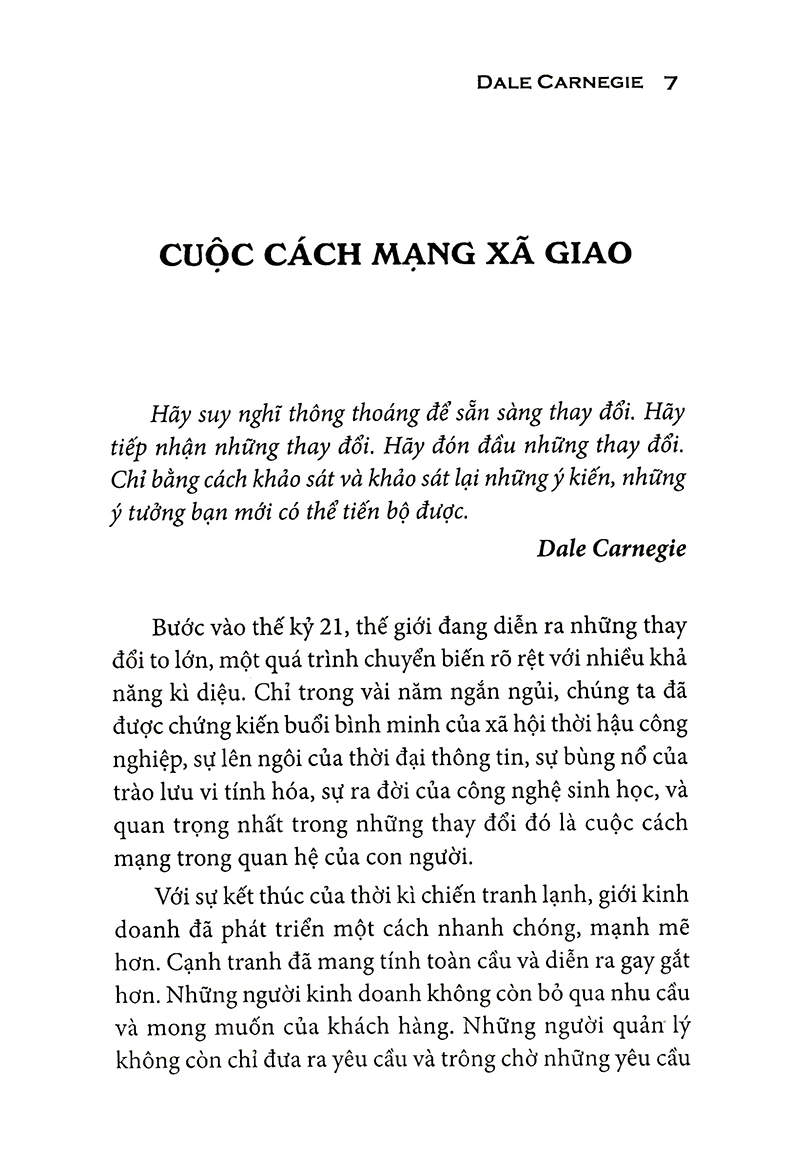 DALE CARNEGIE 7
CUỘC CÁCH MẠNG XÃ GIAO
Hãy suy nghĩ thông thoáng để sẵn sàng thay đổi. Hãy
tiếp nhận những thay đổi. Hãy đón đầu những thay đổi.
Chỉ bằng cách khảo sát và khảo sát lại những ý kiến, những
ý tưởng bạn mới có thể tiến bộ được.
Dale Carnegie
Bước vào thế kỷ 21, thế giới đang diễn ra những thay
đổi to lớn, một quá trình chuyển biến rõ rệt với nhiều khả
năng kì diệu. Chỉ trong vài năm ngắn ngủi, chúng ta đã
được chứng kiến buổi bình minh của xã hội thời hậu công
nghiệp, sự lên ngôi của thời đại thông tin, sự bùng nổ của
trào lưu vi tính hóa, sự ra đời của công nghệ sinh học, và
quan trọng nhất trong những thay đổi đó là cuộc cách
mạng trong quan hệ của con người.
Với sự kết thúc của thời kì chiến tranh lạnh, giới kinh
doanh đã phát triển một cách nhanh chóng, mạnh mẽ
hơn. Cạnh tranh đã mang tính toàn cầu và diễn ra gay gắt
hơn. Những người kinh doanh không còn bỏ qua nhu cầu
và mong muốn của khách hàng. Những người quản lý
không còn chỉ đưa ra yêu cầu và trông chờ những yêu cầu